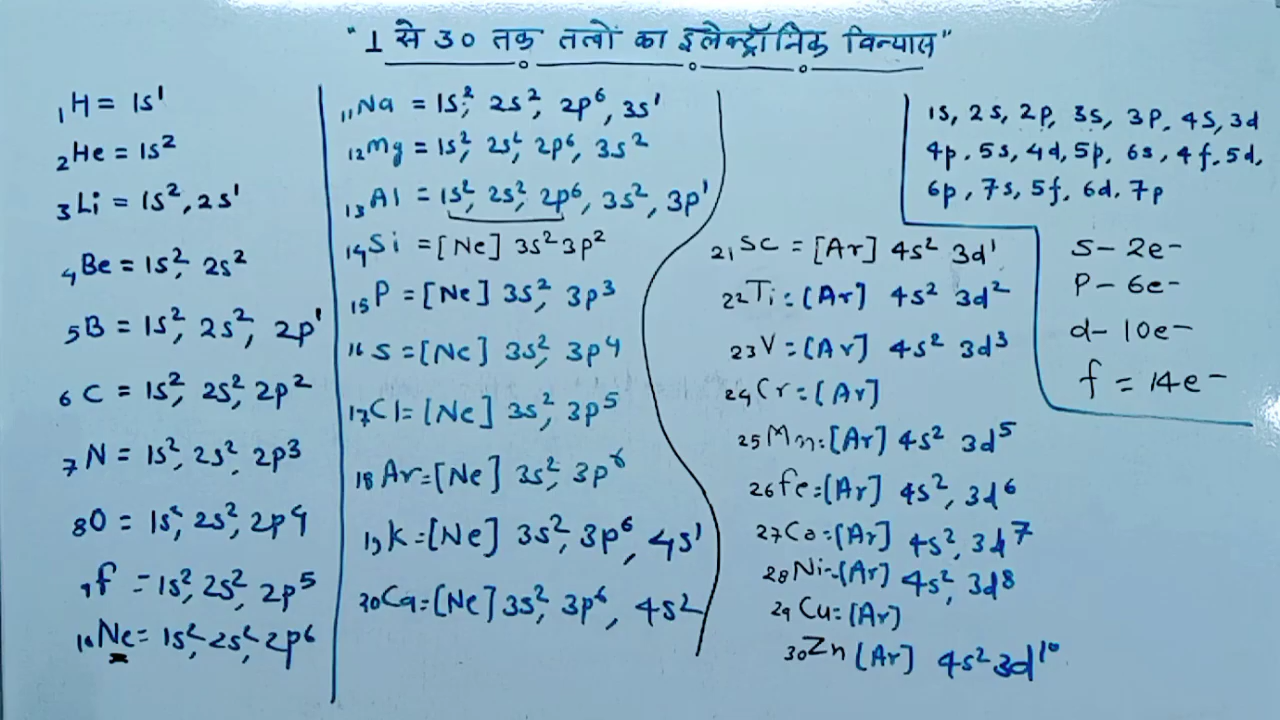 "1 से 30 तक तत्वों का इलेक्ट्रॉनिक विन्यास"
₁H = 1s¹
₂He = 1s²
₃Li = 1s², 2s¹
₄Be = 1s², 2s²
₅B = 1s², 2s², 2p¹
₆C = 1s², 2s², 2p²
₇N = 1s², 2s², 2p³
₈O = 1s², 2s², 2p⁴
₉f = 1s², 2s², 2p⁵
₁₀Ne = 1s², 2s², 2p⁶
₁₁Na = 1s², 2s², 2p⁶, 3s¹
₁₂Mg = 1s², 2s², 2p⁶, 3s²
₁₃Al = 1s², 2s², 2p⁶, 3s², 3p¹
₁₄Si = [Ne] 3s² 3p²
₁₅P = [Ne] 3s², 3p³
₁₆S = [Ne] 3s², 3p⁴
₁₇Cl = [Ne] 3s², 3p⁵
₁₈Ar = [Ne] 3s², 3p⁶
₁₉K = [Ne] 3s², 3p⁶, 4s¹
₂₀Ca = [Ne] 3s², 3p⁶, 4s²
1s, 2s, 2p, 3s, 3p, 4s, 3d
4p, 5s, 4d, 5p, 6s, 4f, 5d,
6p, 7s, 5f, 6d, 7p
s - 2e-
p - 6e-
d - 10e-
f = 14e-
₂₁Sc = [Ar] 4s² 3d¹
₂₂Ti = [Ar] 4s² 3d²
₂₃V = [Ar] 4s² 3d³
₂₄Cr = [Ar]
₂₅Mn = [Ar] 4s² 3d⁵
₂₆fe = [Ar] 4s², 3d⁶
₂₇Co = [Ar] 4s², 3d⁷
₂₈Ni = [Ar] 4s², 3d⁸
₂₉Cu = [Ar]
₃₀Zn [Ar] 4s² 3d¹⁰